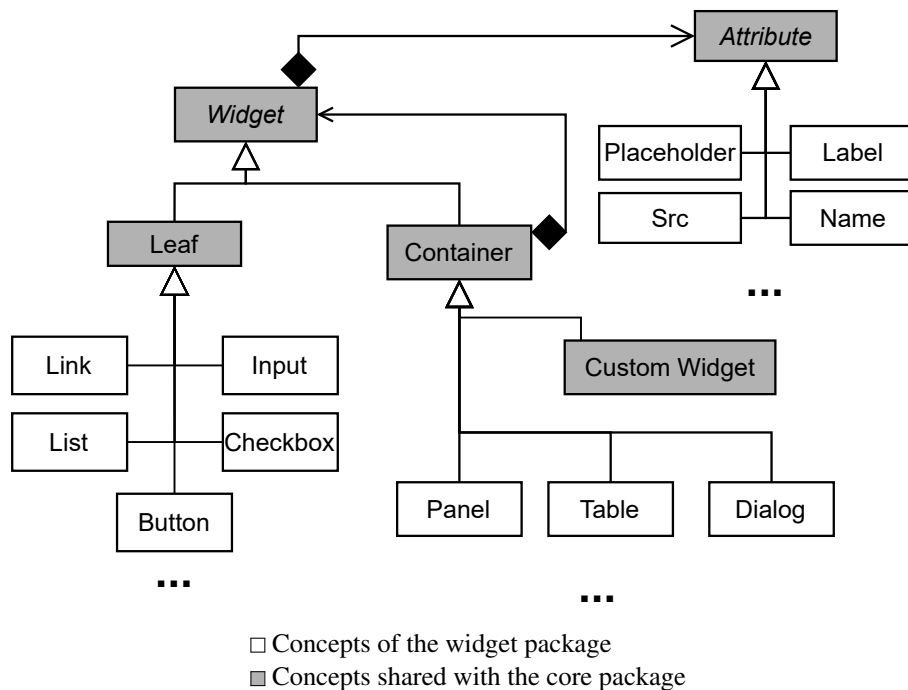 Attribute
Widget
Placeholder
Label
Src
Name
Leaf
Container
...
Link
Input
Custom Widget
List
Checkbox
Panel
Table
Dialog
Button
...
...
Concepts of the widget package
Concepts shared with the core package